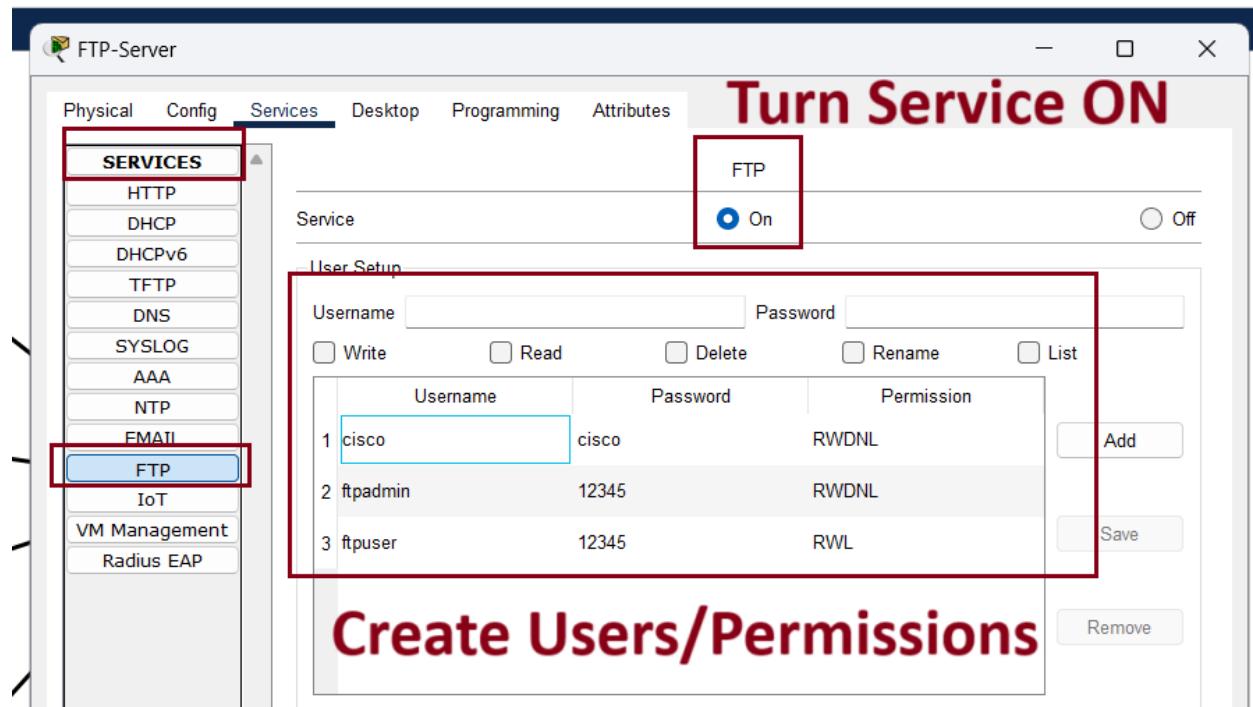 FTP-Server
Physical Config Services Desktop Programming Attributes
Turn Service ON
SERVICES
HTTP
DHCP
DHCPv6
TFTP
DNS
SYSLOG
AAA
NTP
EMAIL
FTP
IoT
VM Management
Radius EAP
FTP
Service On Off
User Setup
Username Password
Write Read Delete Rename List
Username Password Permission
1 cisco cisco RWDNL
2 ftpadmin 12345 RWDNL
3 ftpuser 12345 RWL
Add
Save
Remove
Create Users/Permissions